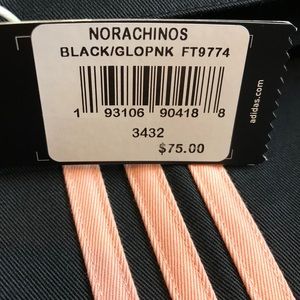 NORACHINOS
BLACK/GLOPNK FT9774
1 93106 90418 8
3432
$75.00
adidas.com